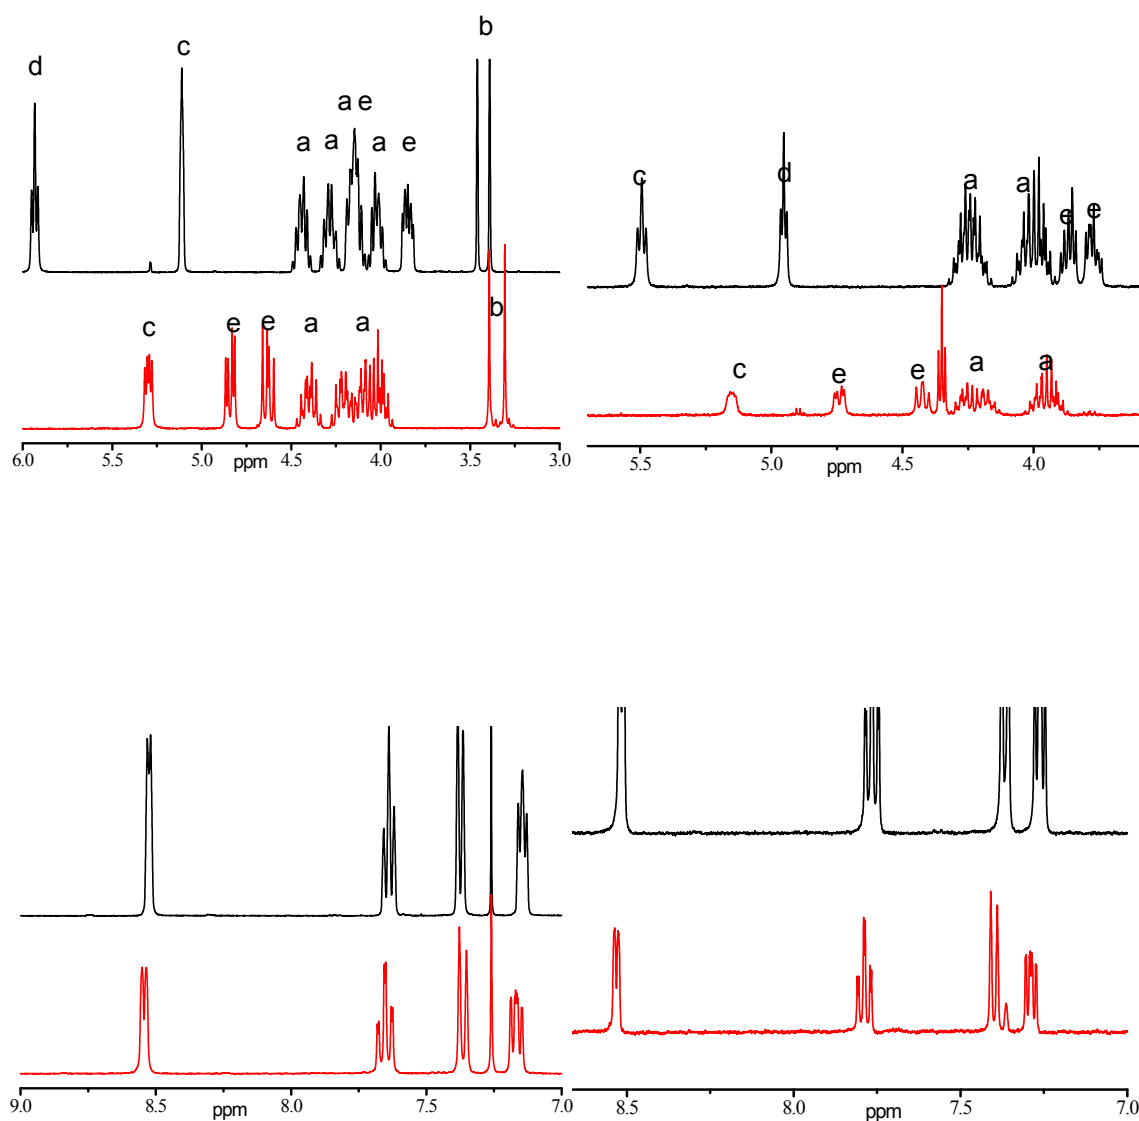 b
c
d
a e
a a a e
c e e a a b
6.0 5.5 5.0 4.5 4.0 3.5 3.0
ppm
c d a a e e
c e e a a
5.5 5.0 4.5 4.0
ppm
9.0 8.5 8.0 7.5 7.0
ppm
8.5 8.0 7.5 7.0
ppm